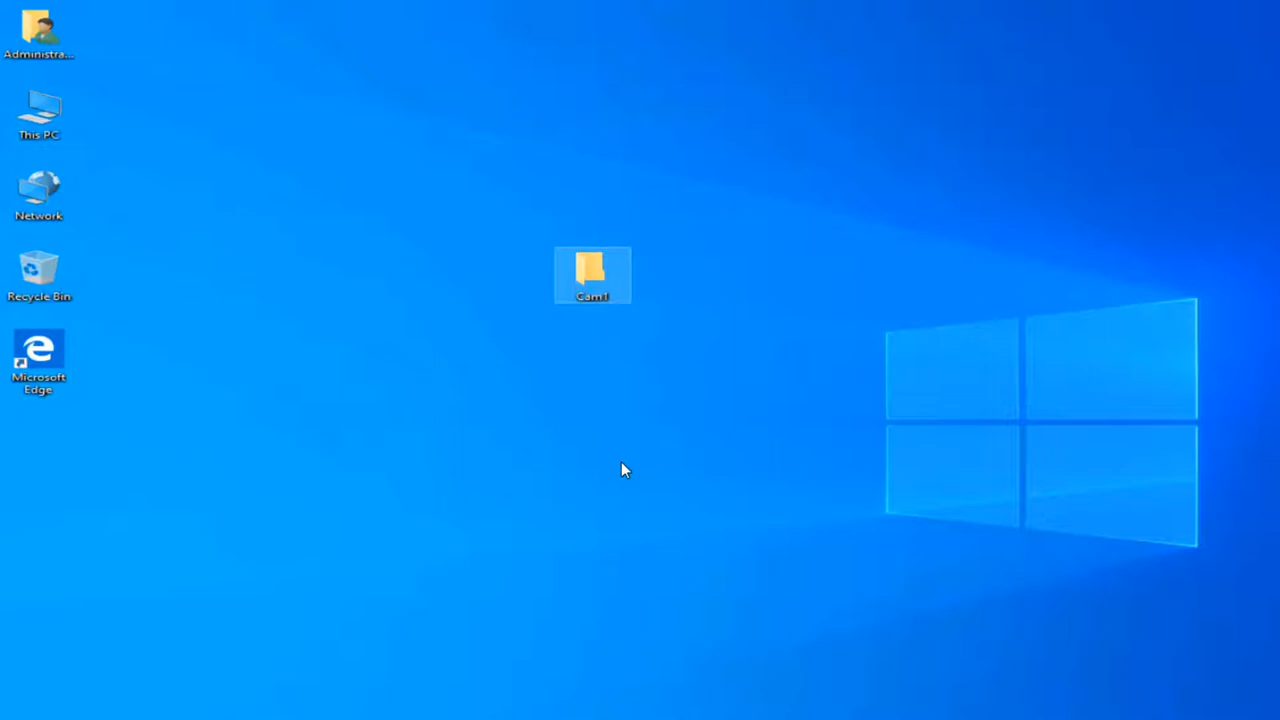 Administra...
This PC
Network
Recycle Bin
Microsoft
Edge
Cam1